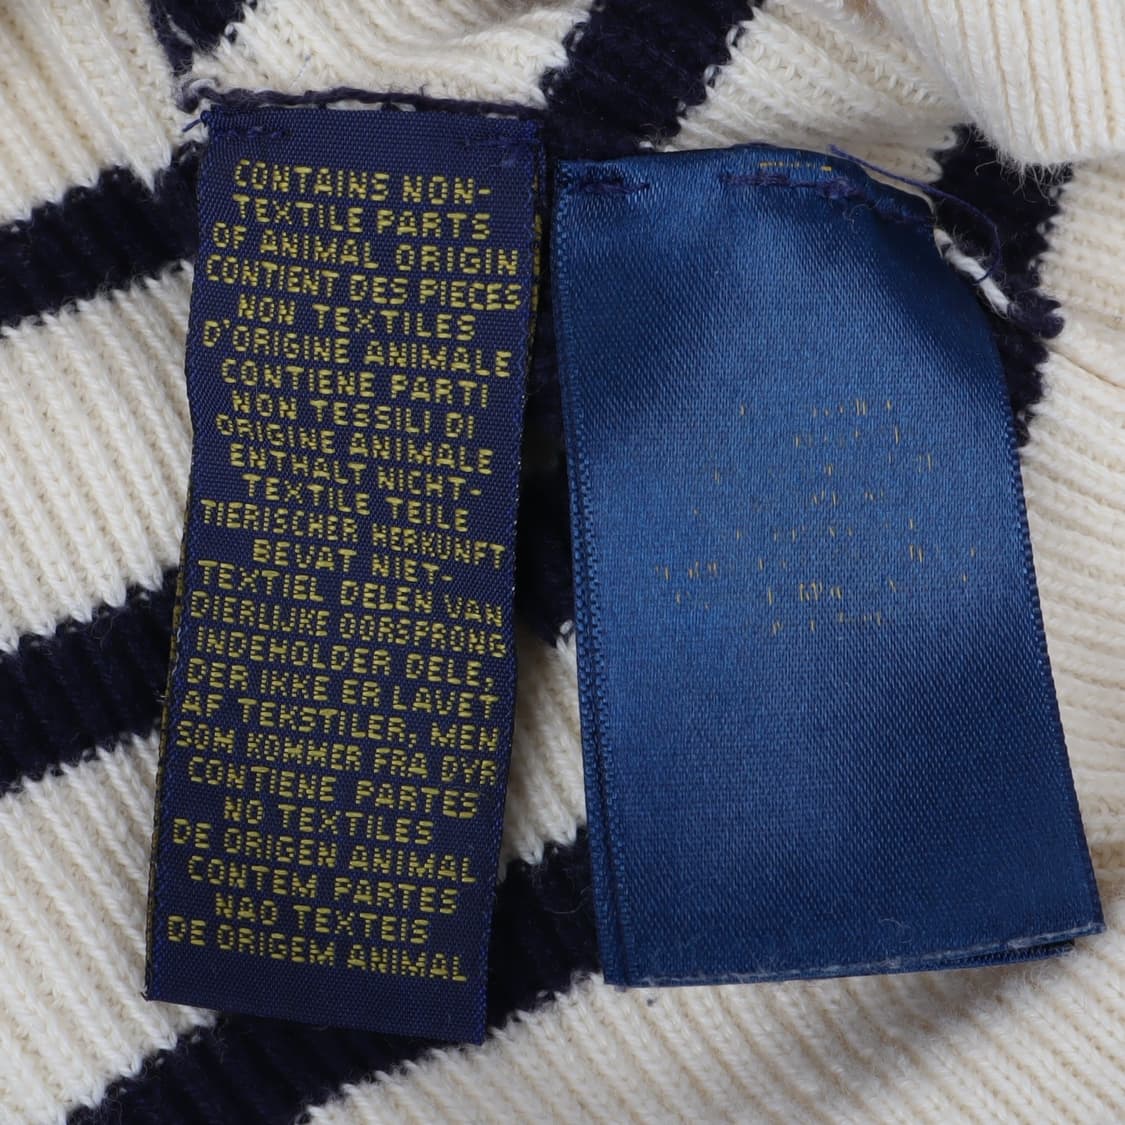 CONTAINS NON-
TEXTILE PARTS
OF ANIMAL ORIGIN
CONTIENT DES PIECES
NON TEXTILES
D'ORIGINE ANIMALE
CONTIENE PARTI
NON TESSILI DI
ORIGINE ANIMALE
ENTHALT NICHT-
TEXTILE TEILE
TIERISCHER HERKUNFT
BEVAT NIET-
TEXTIEL DELEN VAN
DIERLIJKE OORSPRONG
INDEHOLDER DELE,
DER IKKE ER LAVET
AF TEKSTILER, MEN
SOM KOMMER FRA DYR
CONTIENE PARTES
NO TEXTILES
DE ORIGEN ANIMAL
CONTEM PARTES
NAO TEXTEIS
DE ORIGEM ANIMAL